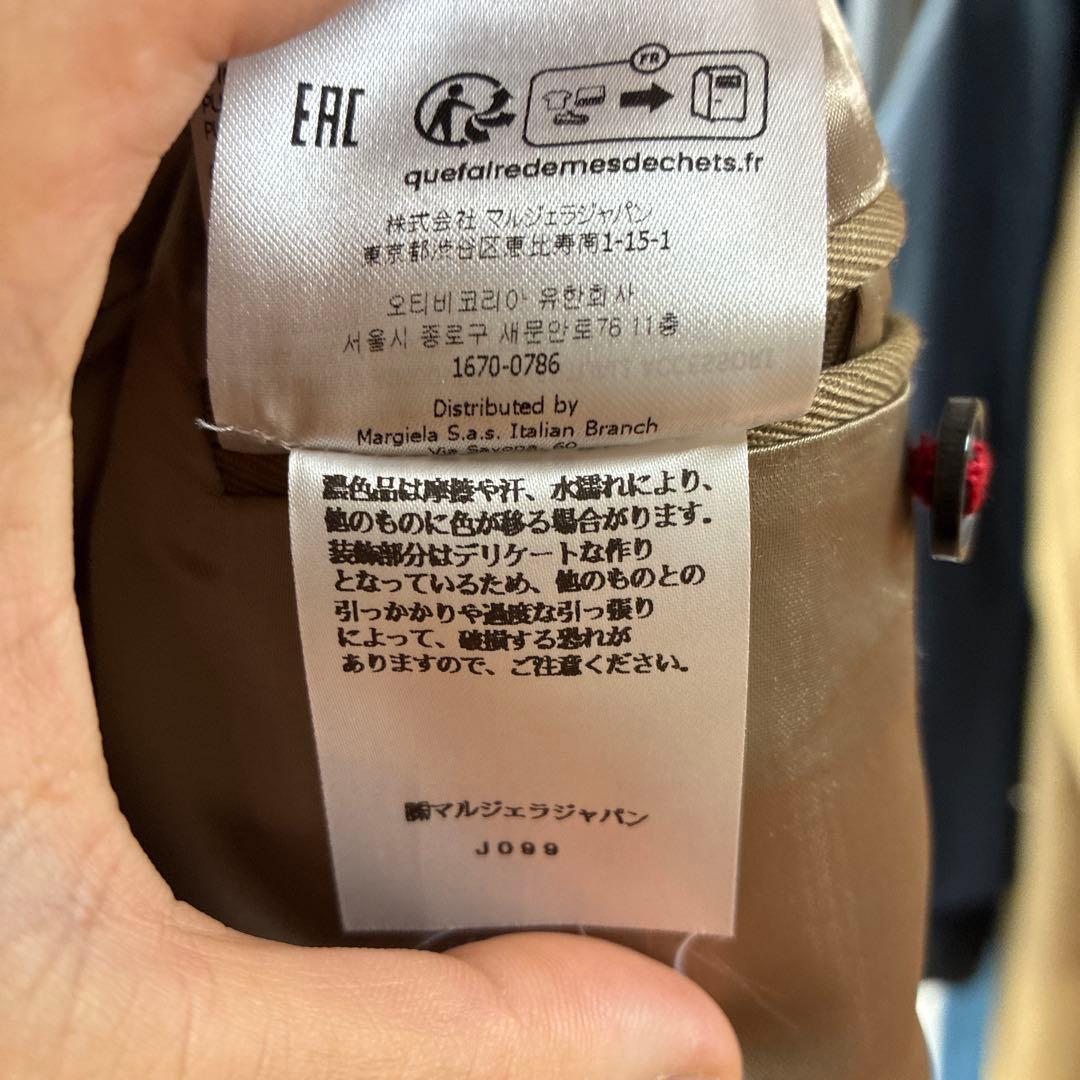 EAC
FR
quefairedemesdechets.fr
株式会社 マルジェラジャパン
東京都渋谷区恵比寿南1-15-1
오티비코리아 유한회사
서울시 종로구 새문안로76 11층
1670-0786
Distributed by
Margiela S.a.s. Italian Branch
Via Savona, 60
濃色品は摩擦や汗、水濡れにより、
他のものに色が移る場合がります。
装飾部分はデリケートな作り
となっているため、他のものとの
引っかかりや過度な引っ張り
によって、破損する恐れが
ありますので、ご注意ください。
㈱マルジェラジャパン
J099